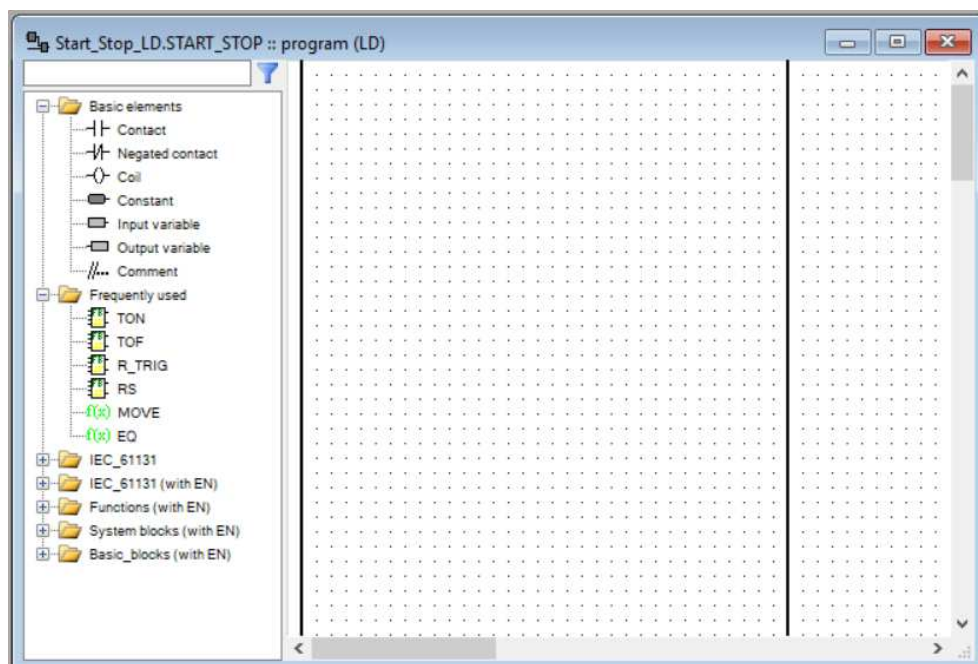 Start_Stop_LD.START_STOP :: program (LD)
Basic elements
Contact
Negated contact
Coil
Constant
Input variable
Output variable
Comment
Frequently used
TON
TOF
R_TRIG
RS
f(x) MOVE
f(x) EQ
IEC_61131
IEC_61131 (with EN)
Functions (with EN)
System blocks (with EN)
Basic_blocks (with EN)